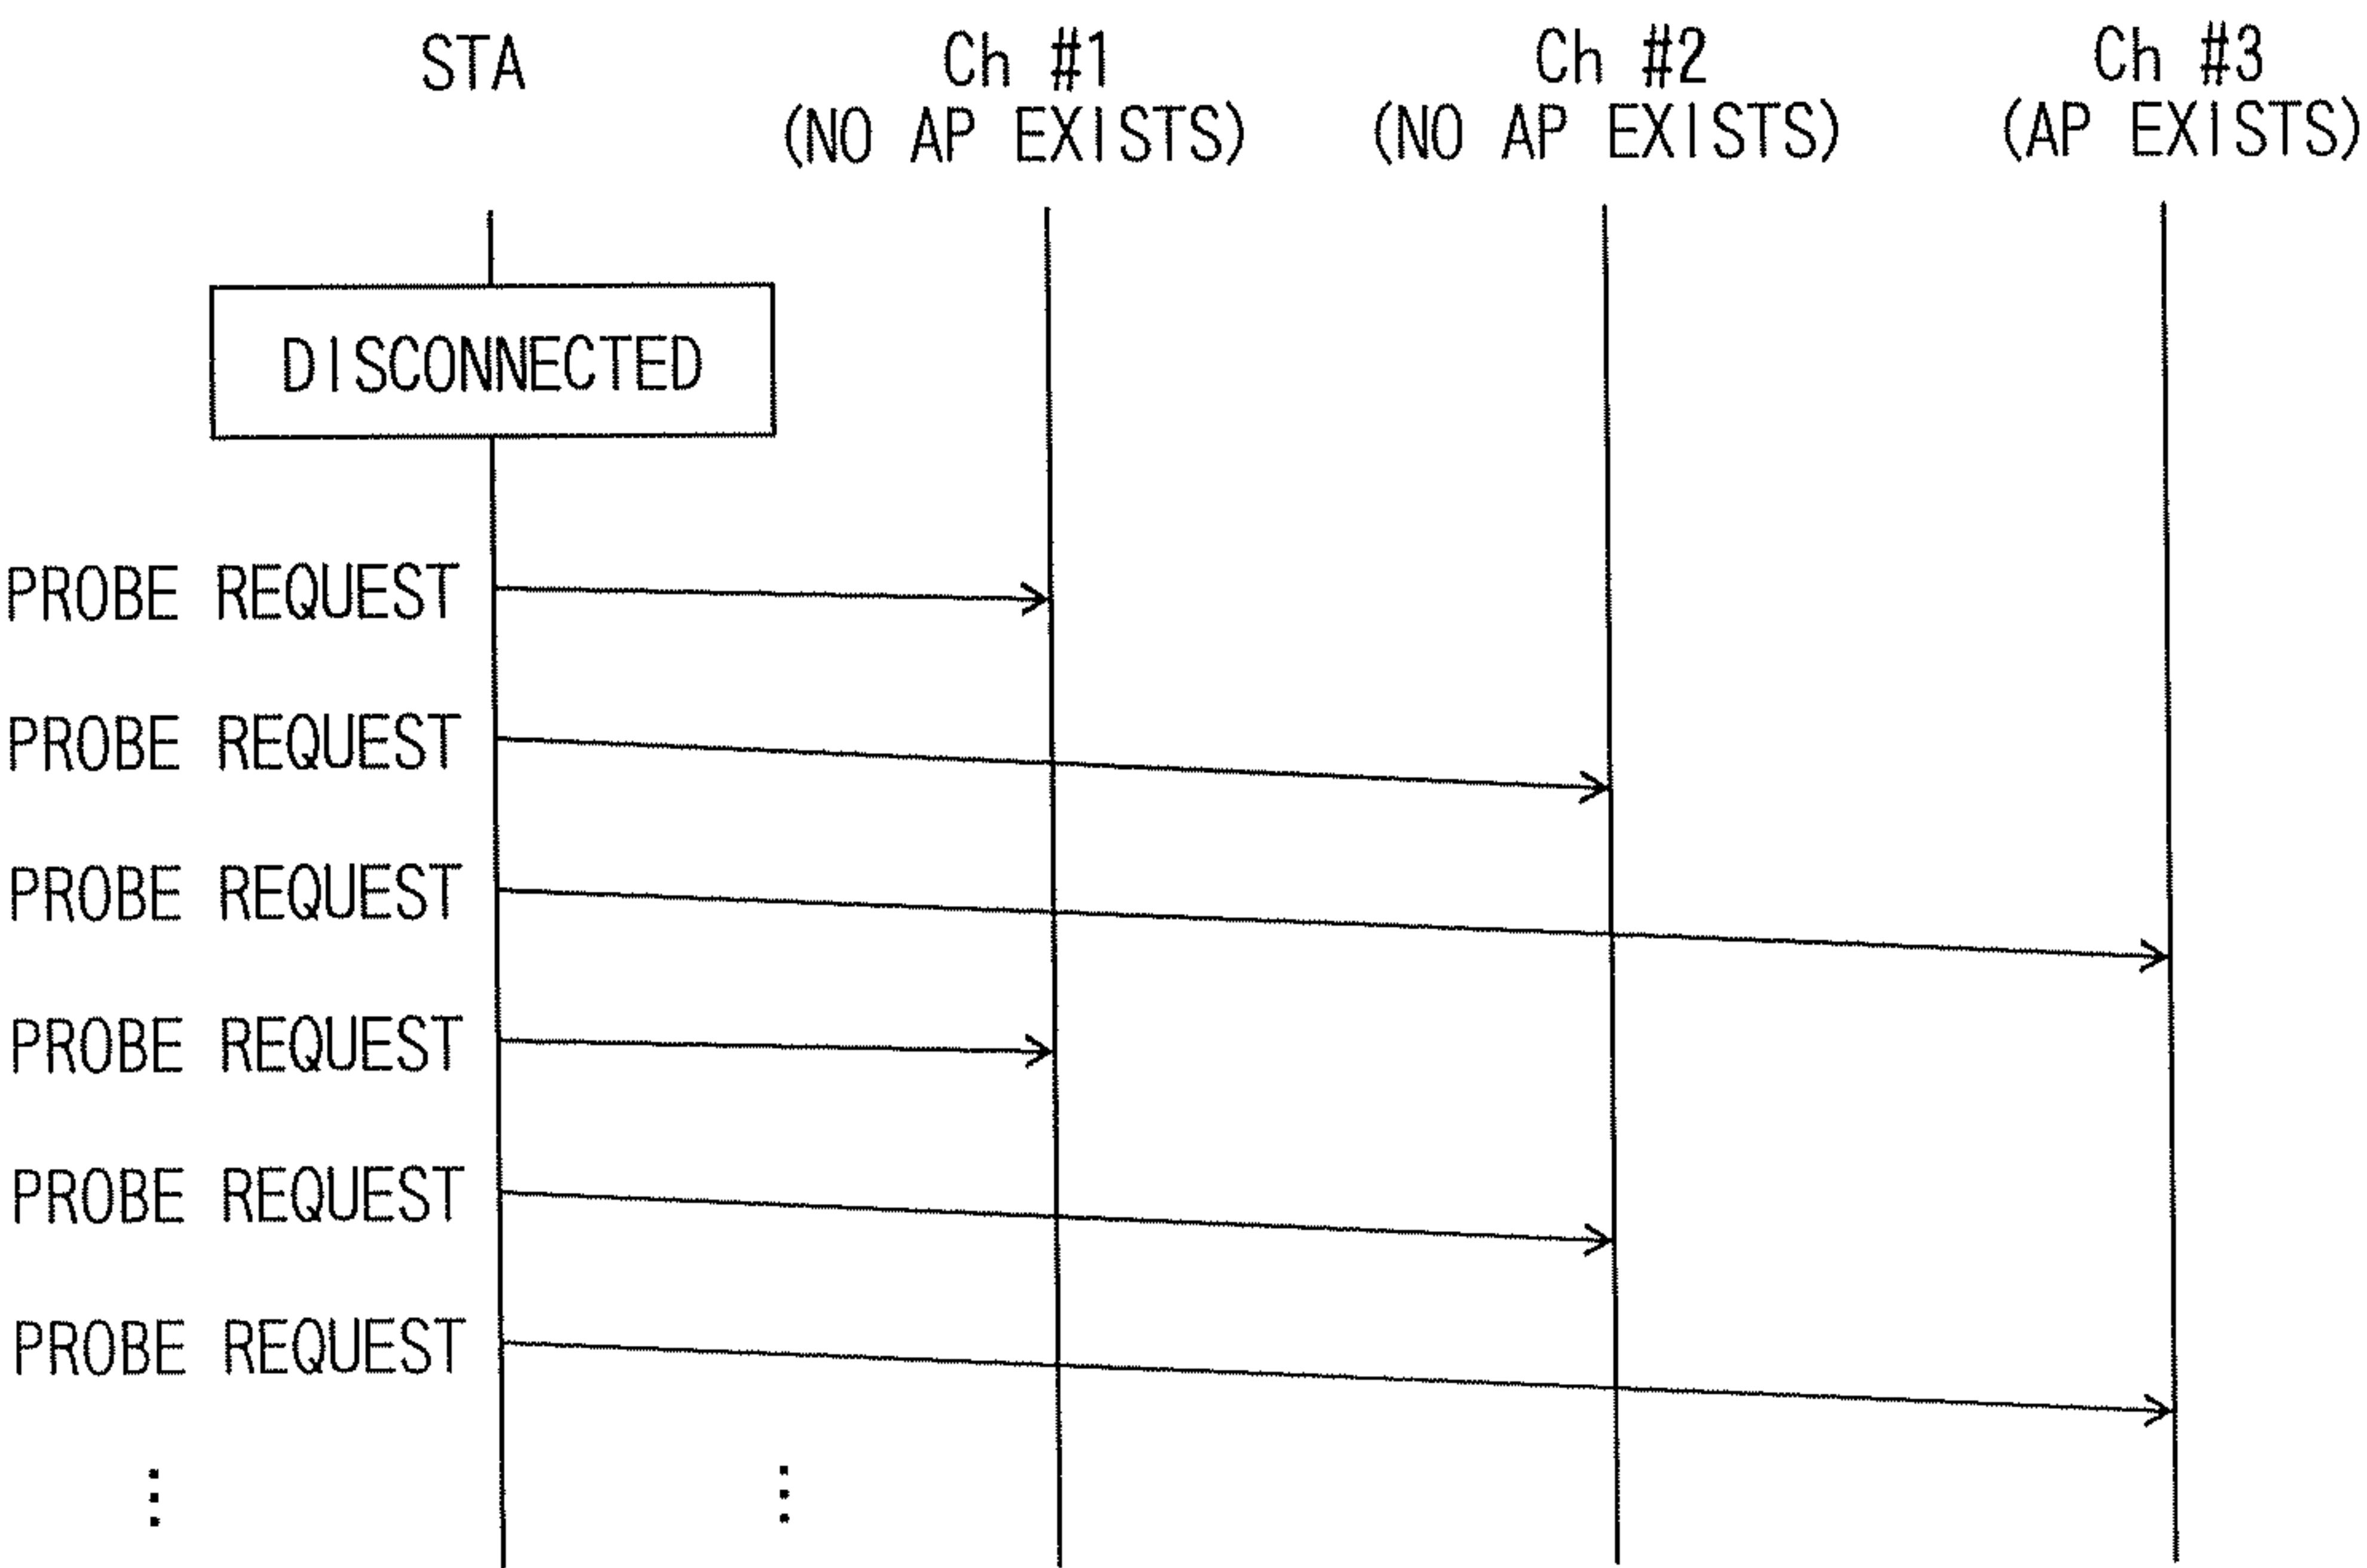 STA
Ch #1
(NO AP EXISTS)
Ch #2
(NO AP EXISTS)
Ch #3
(AP EXISTS)
DISCONNECTED
PROBE REQUEST
PROBE REQUEST
PROBE REQUEST
PROBE REQUEST
PROBE REQUEST
PROBE REQUEST